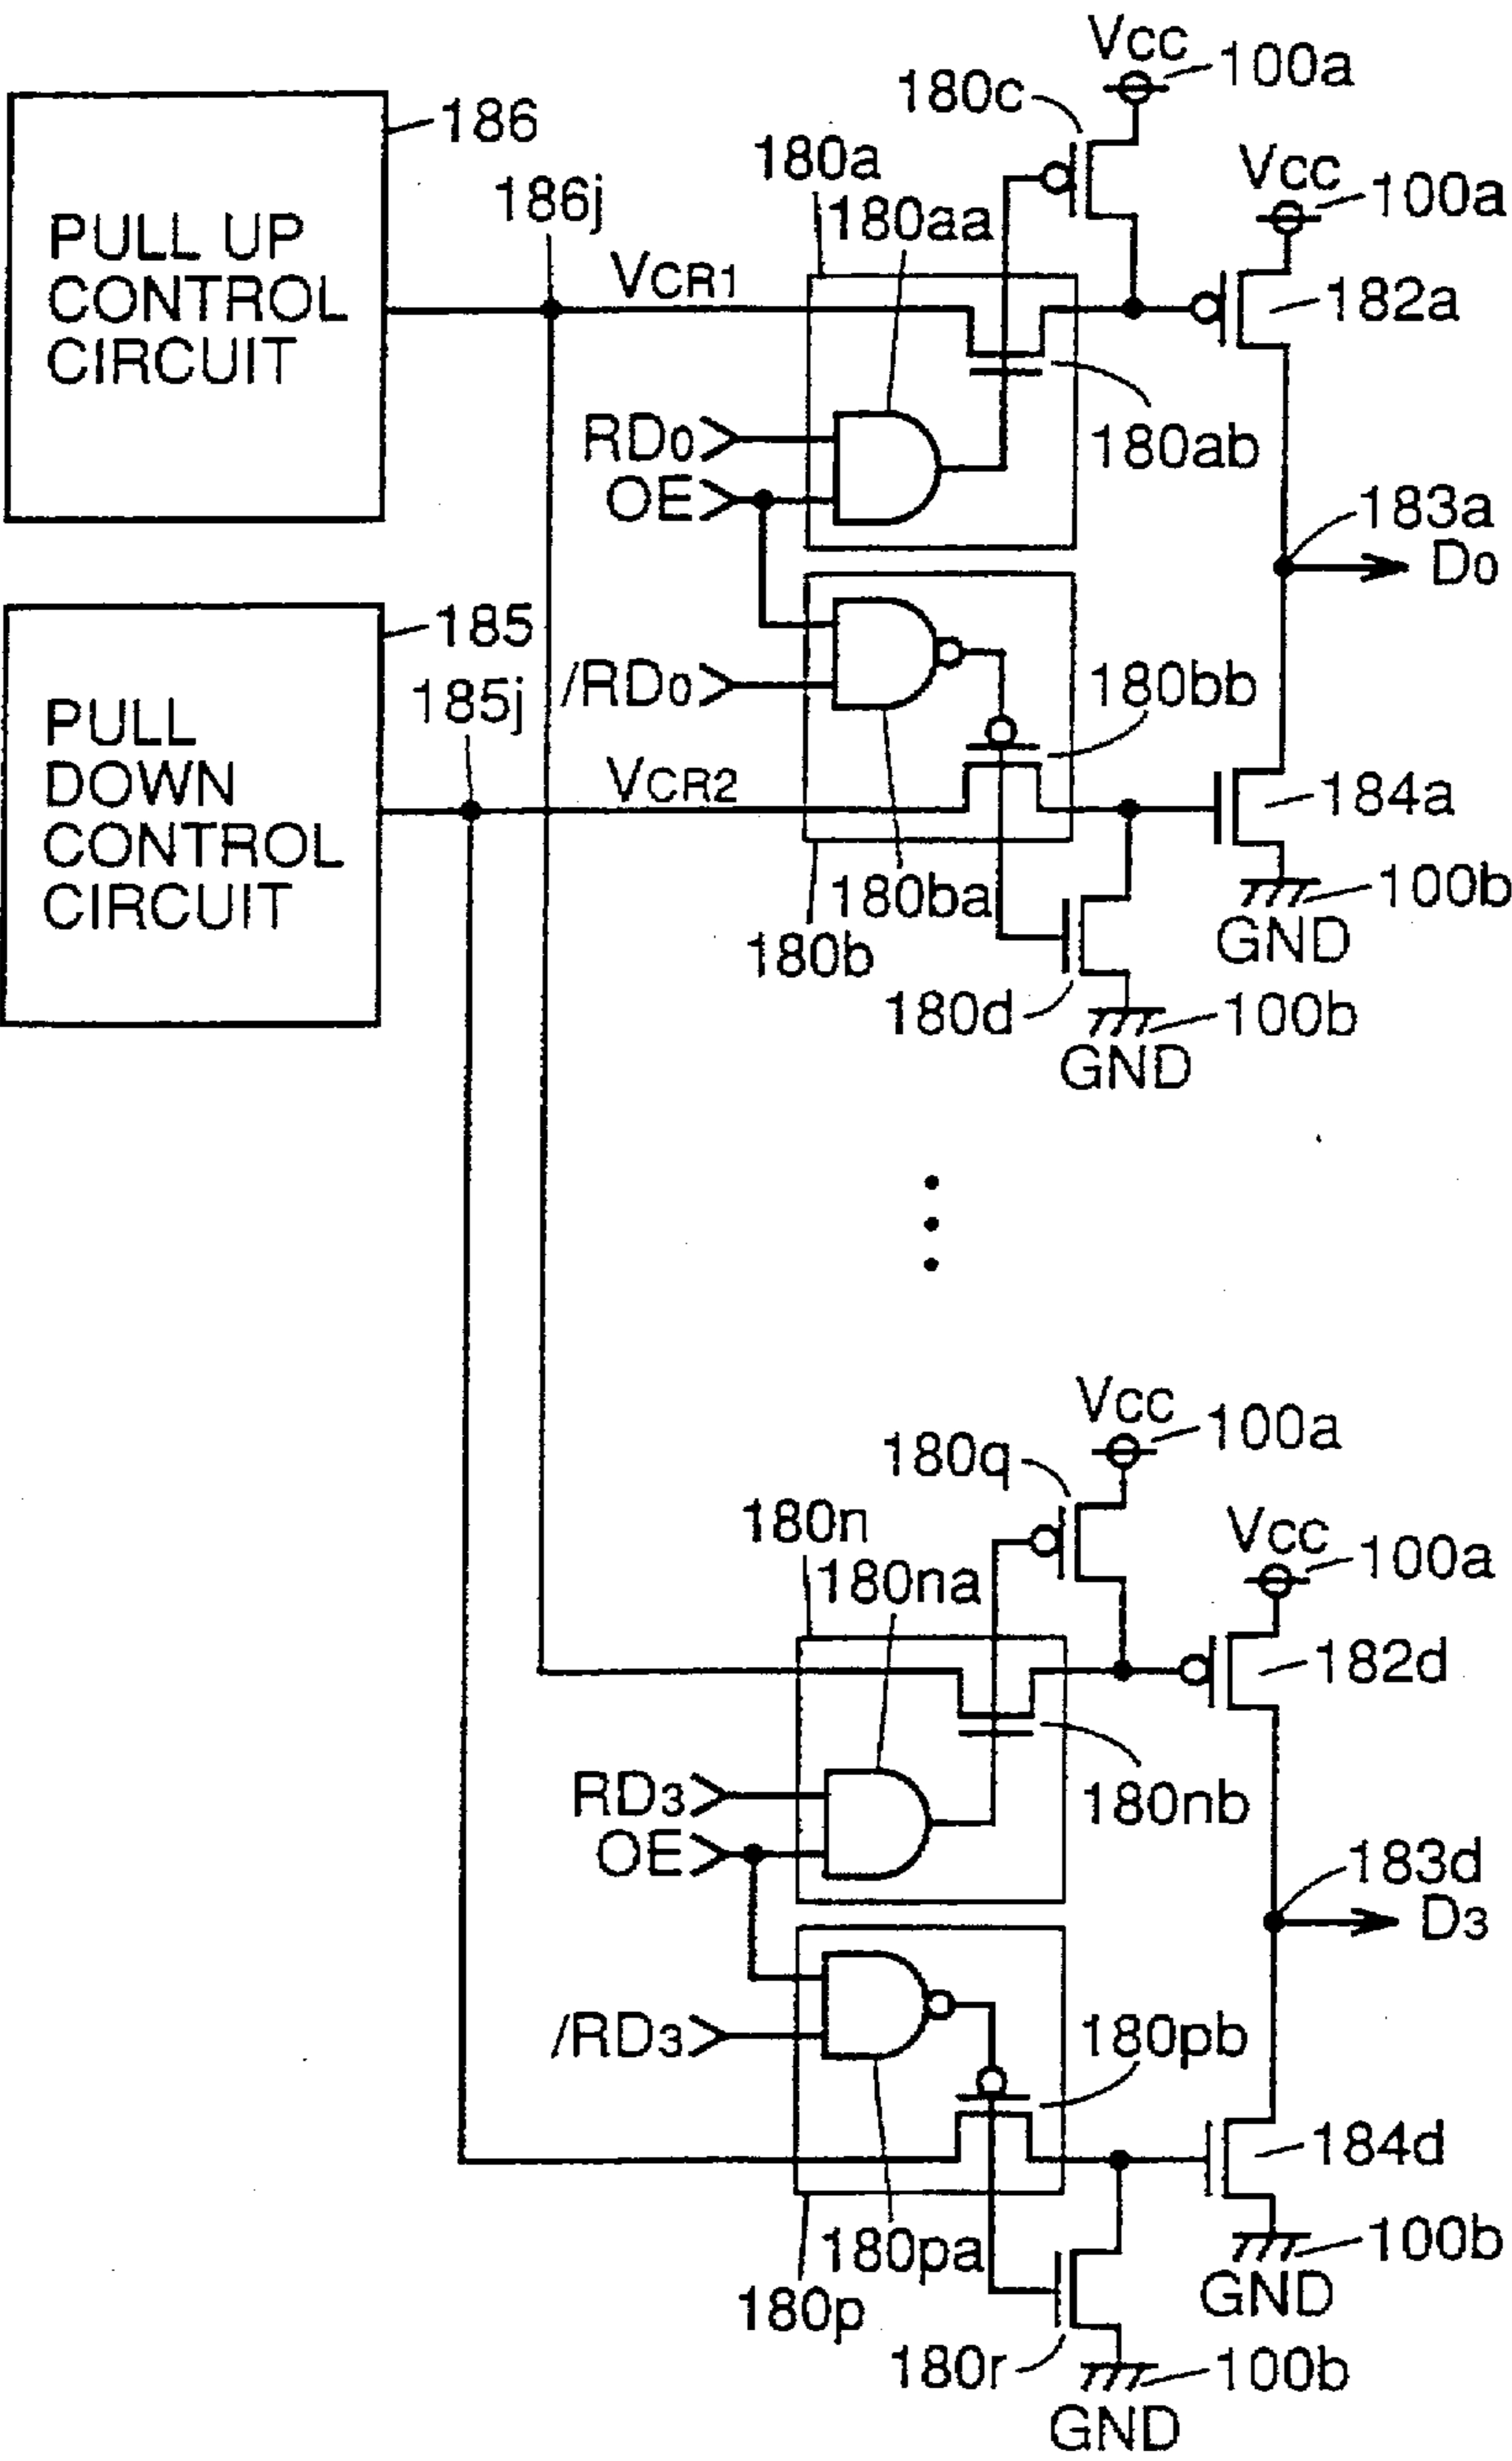 Vcc
100a
180c
186
180a
Vcc
100a
186j
180aa
PULL UP
CONTROL
CIRCUIT
VCR1
182a
RD0
180ab
OE
183a
D0
185
185j
/RD0
180bb
PULL
DOWN
CONTROL
CIRCUIT
VCR2
184a
180ba
100b
180b
GND
180d
100b
GND
Vcc
100a
180q
180n
Vcc
100a
180na
182d
RD3
180nb
OE
183d
D3
/RD3
180pb
184d
180pa
100b
180p
GND
180r
100b
GND